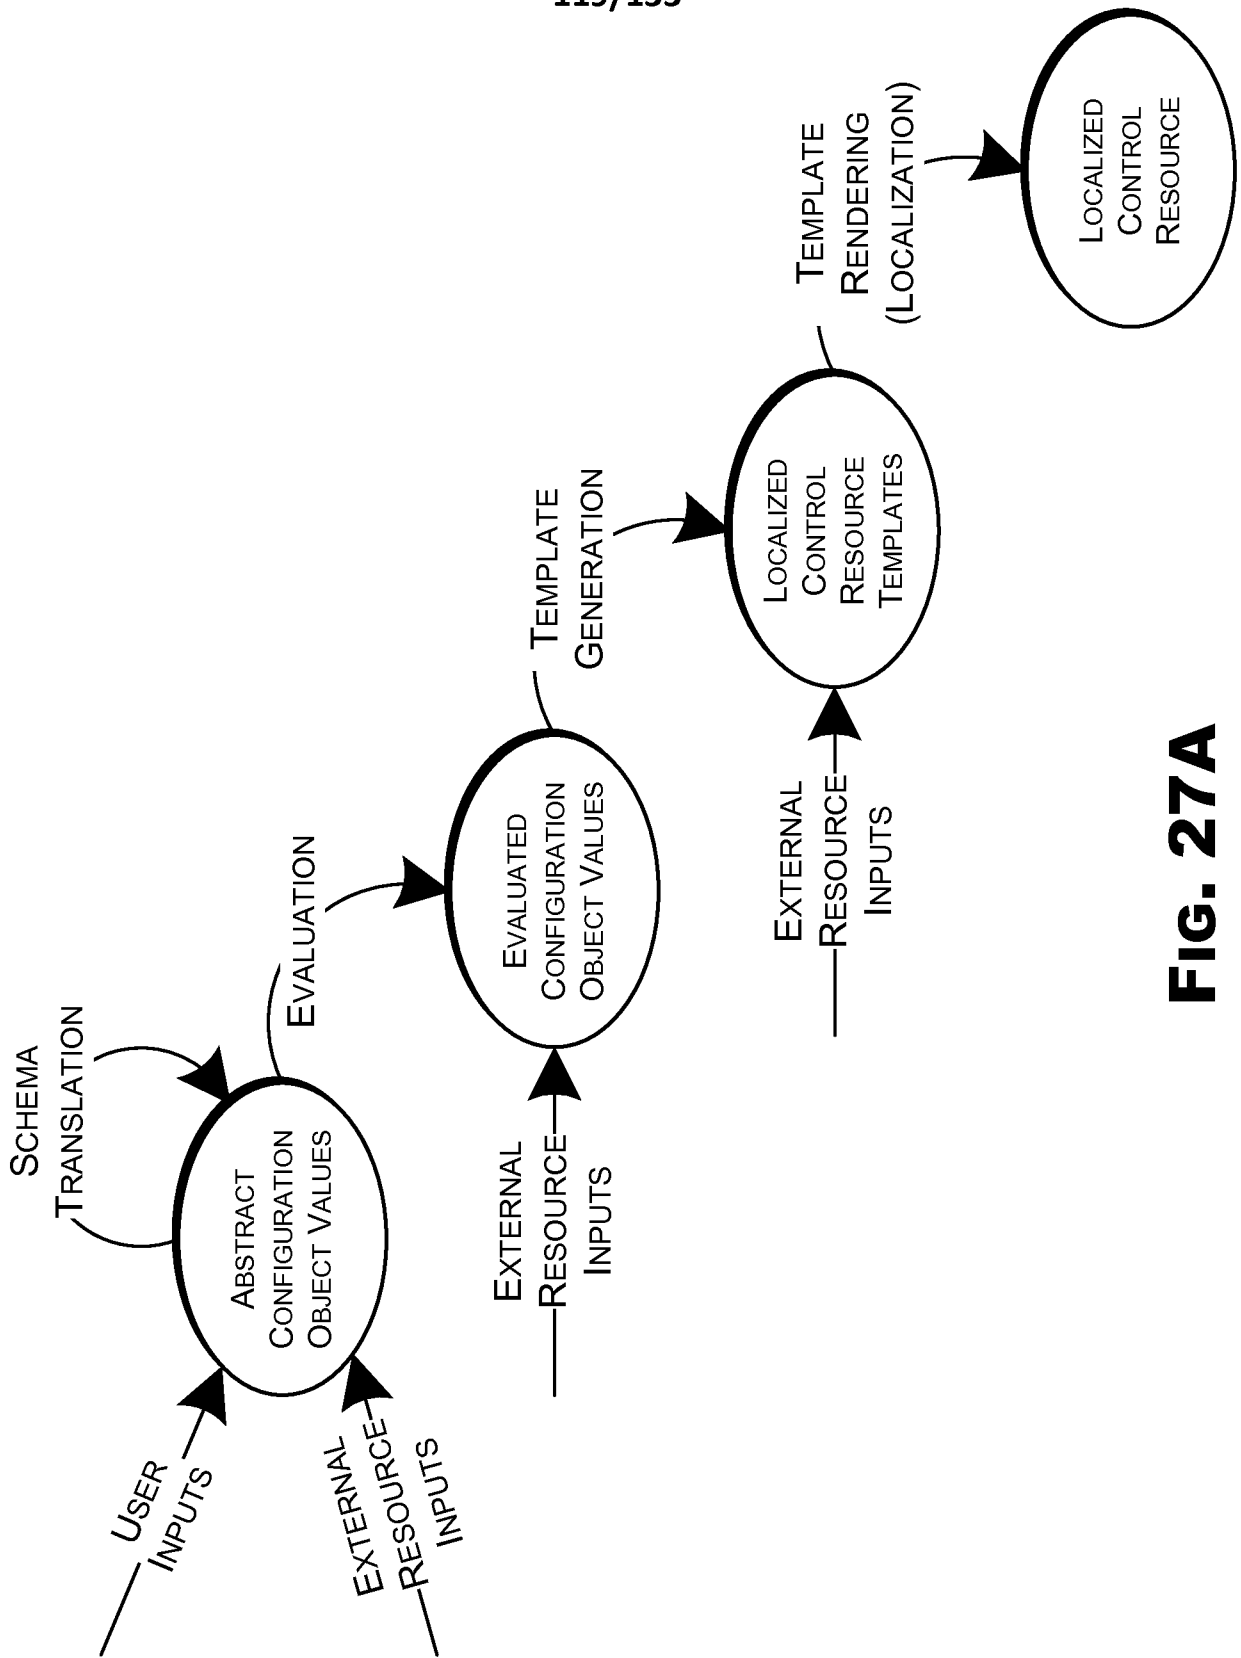 SCHEMA
TRANSLATION
USER
INPUTS
ABSTRACT
CONFIGURATION
OBJECT VALUES
EVALUATION
EXTERNAL
RESOURCE
INPUTS
EXTERNAL
RESOURCE
INPUTS
EVALUATED
CONFIGURATION
OBJECT VALUES
TEMPLATE
GENERATION
EXTERNAL
RESOURCE
INPUTS
LOCALIZED
CONTROL
RESOURCE
TEMPLATES
TEMPLATE
RENDERING
(LOCALIZATION)
LOCALIZED
CONTROL
RESOURCE
FIG. 27A